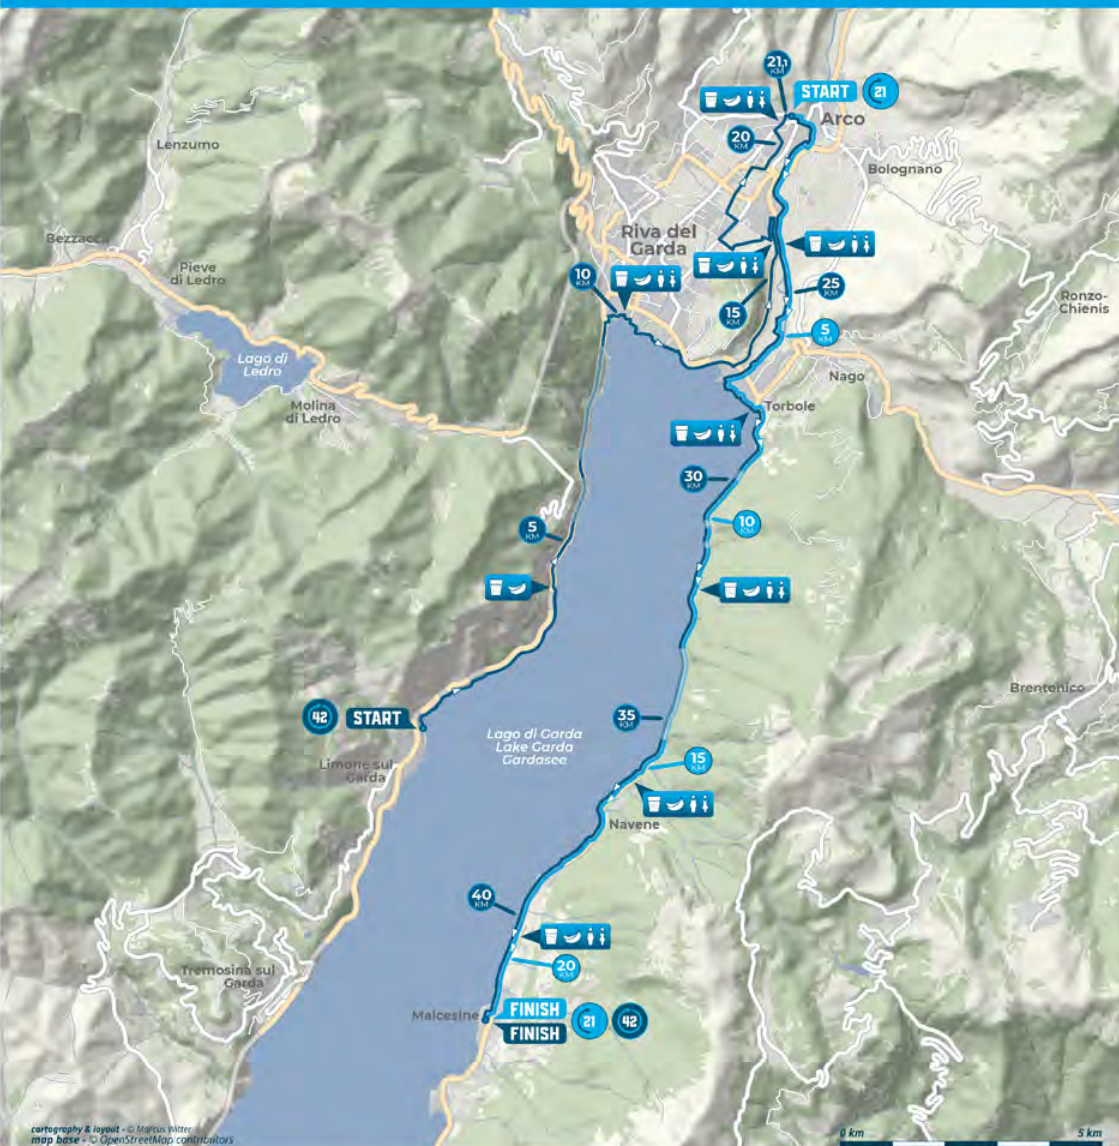 21,1
KM
START
21
Arco
20
KM
Lenzumo
Bolognano
Riva del
Garda
Bezzacca
Pieve
di Ledro
10
KM
25
KM
15
KM
Ronzo-
Chienis
5
KM
Lago di
Ledro
Nago
Molina
di Ledro
Torbole
30
KM
5
KM
10
KM
Brentonico
42
START
35
KM
Lago di Garda
Lake Garda
Gardasee
Limone sul
Garda
15
KM
Navene
40
KM
20
KM
Tremosina sul
Garda
Malcesine
FINISH
FINISH
21
42
cartography & layout - © Marcus Witter
map base - © OpenStreetMap contributors
0 km
5 km